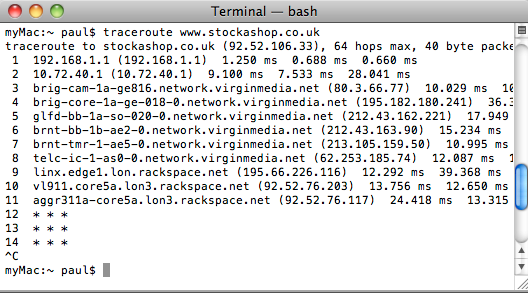 Terminal — bash
myMac:~ paul$ traceroute www.stockashop.co.uk
traceroute to stockashop.co.uk (92.52.106.33), 64 hops max, 40 byte packe
1 192.168.1.1 (192.168.1.1) 1.250 ms 0.688 ms 0.660 ms
2 10.72.40.1 (10.72.40.1) 9.100 ms 7.533 ms 28.041 ms
3 brig-cam-1a-ge816.network.virginmedia.net (80.3.66.77) 10.029 ms 10
4 brig-core-1a-ge-018-0.network.virginmedia.net (195.182.180.241) 36.3
5 glfd-bb-1a-so-020-0.network.virginmedia.net (212.43.162.221) 17.949
6 brnt-bb-1b-ae2-0.network.virginmedia.net (212.43.163.90) 15.234 ms
7 brnt-tmr-1-ae5-0.network.virginmedia.net (213.105.159.50) 10.995 ms
8 telc-ic-1-as0-0.network.virginmedia.net (62.253.185.74) 12.087 ms 1
9 linx.edge1.lon.rackspace.net (195.66.226.116) 12.292 ms 39.368 ms
10 vl911.core5a.lon3.rackspace.net (92.52.76.203) 13.756 ms 12.650 ms
11 aggr311a-core5a.lon3.rackspace.net (92.52.76.117) 24.418 ms 13.315
12 * * *
13 * * *
14 * * *
^C
myMac:~ paul$